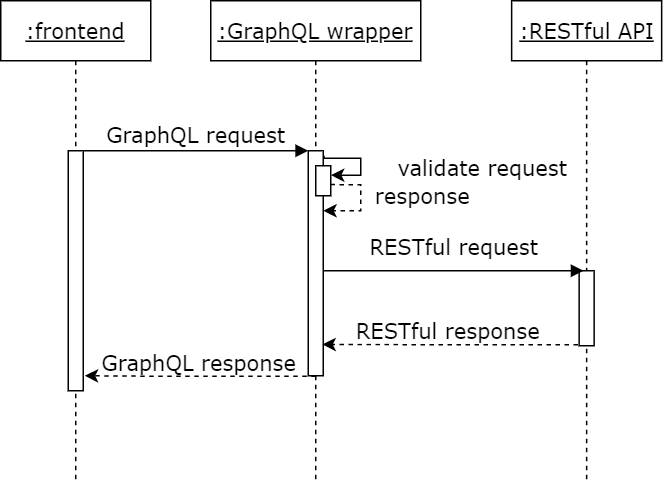 :frontend
:GraphQL wrapper
:RESTful API
GraphQL request
validate request
response
RESTful request
RESTful response
GraphQL response